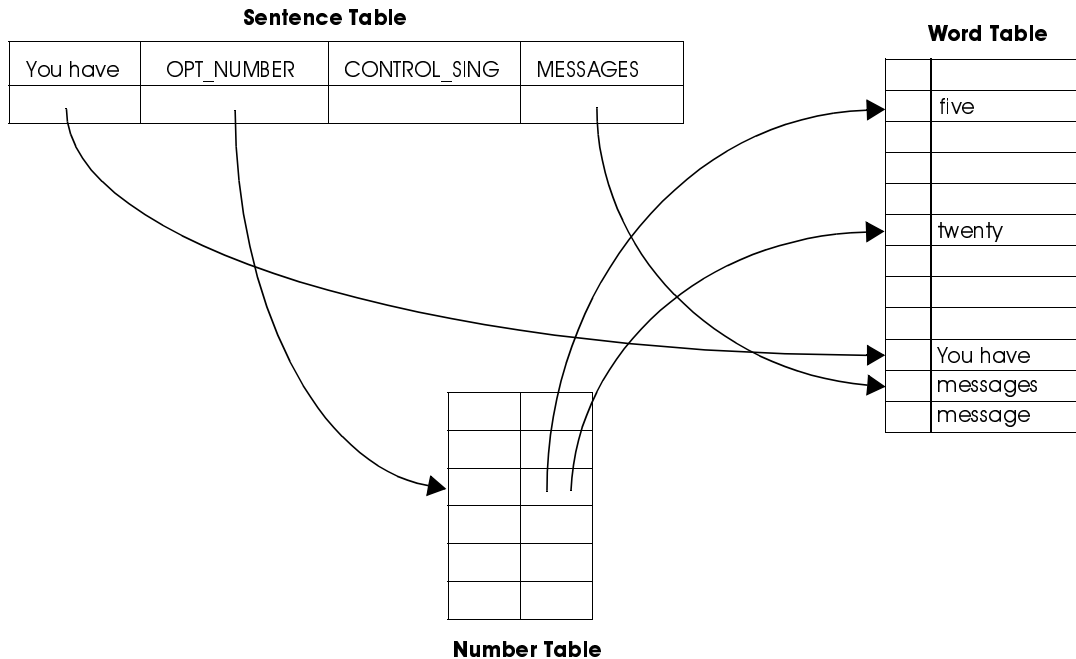 Sentence Table
You have OPT_NUMBER CONTROL_SING MESSAGES
Word Table
five
twenty
You have
messages
message
Number Table